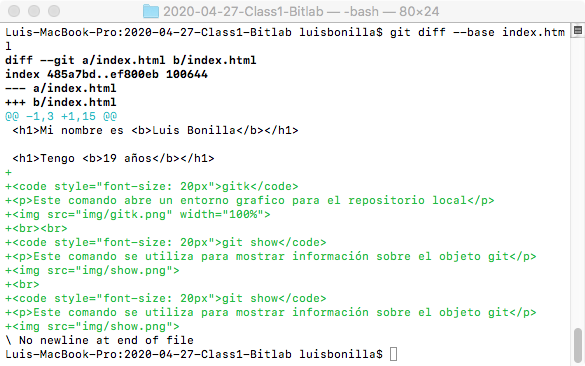 2020-04-27-Class1-Bitlab — -bash — 80×24
Luis-MacBook-Pro:2020-04-27-Class1-Bitlab luisbonilla$ git diff --base index.htm
l
diff --git a/index.html b/index.html
index 485a7bd..ef800eb 100644
--- a/index.html
+++ b/index.html
@@ -1,3 +1,15 @@
 <h1>Mi nombre es <b>Luis Bonilla</b></h1>
 <h1>Tengo <b>19 años</b></h1>
+
+<code style="font-size: 20px">gitk</code>
+<p>Este comando abre un entorno grafico para el repositorio local</p>
+<img src="img/gitk.png" width="100%">
+<br><br>
+<code style="font-size: 20px">git show</code>
+<p>Este comando se utiliza para mostrar información sobre el objeto git</p>
+<img src="img/show.png">
+<br>
+<code style="font-size: 20px">git show</code>
+<p>Este comando se utiliza para mostrar información sobre el objeto git</p>
+<img src="img/show.png">
\ No newline at end of file
Luis-MacBook-Pro:2020-04-27-Class1-Bitlab luisbonilla$